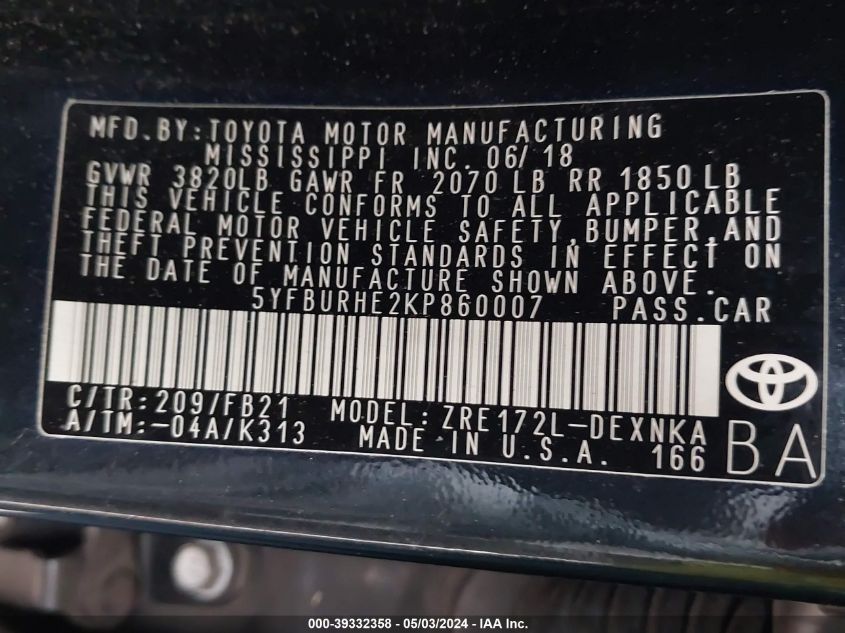 MFD.BY:TOYOTA MOTOR MANUFACTURING
MISSISSIPPI INC. 06/18
GVWR 3820LB GAWR FR 2070 LB RR 1850 LB
THIS VEHICLE CONFORMS TO ALL APPLICABLE
FEDERAL MOTOR VEHICLE SAFETY, BUMPER, AND
THEFT PREVENTION STANDARDS IN EFFECT ON
THE DATE OF MANUFACTURE SHOWN ABOVE.
5YFBURHE2KP860007 PASS.CAR
C/TR:209/FB21 MODEL:ZRE172L-DEXNKA
A/TM:-04A/K313 MADE IN U.S.A. 166 BA
000-39332358 - 05/03/2024 - IAA Inc.